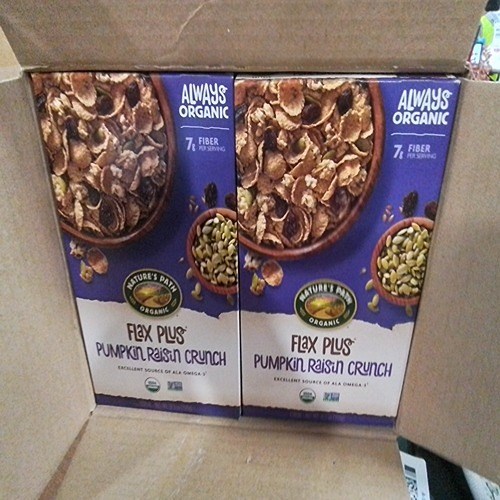 ALWAYS
ORGANIC
7g FIBER
PER SERVING
NATURE'S PATH
ORGANIC
FLAX PLUS
PUMPKIN RAISIN CRUNCH
EXCELLENT SOURCE OF ALA OMEGA-3
ALWAYS
ORGANIC
7g FIBER
PER SERVING
NATURE'S PATH
ORGANIC
FLAX PLUS
PUMPKIN RAISIN CRUNCH
EXCELLENT SOURCE OF ALA OMEGA-3